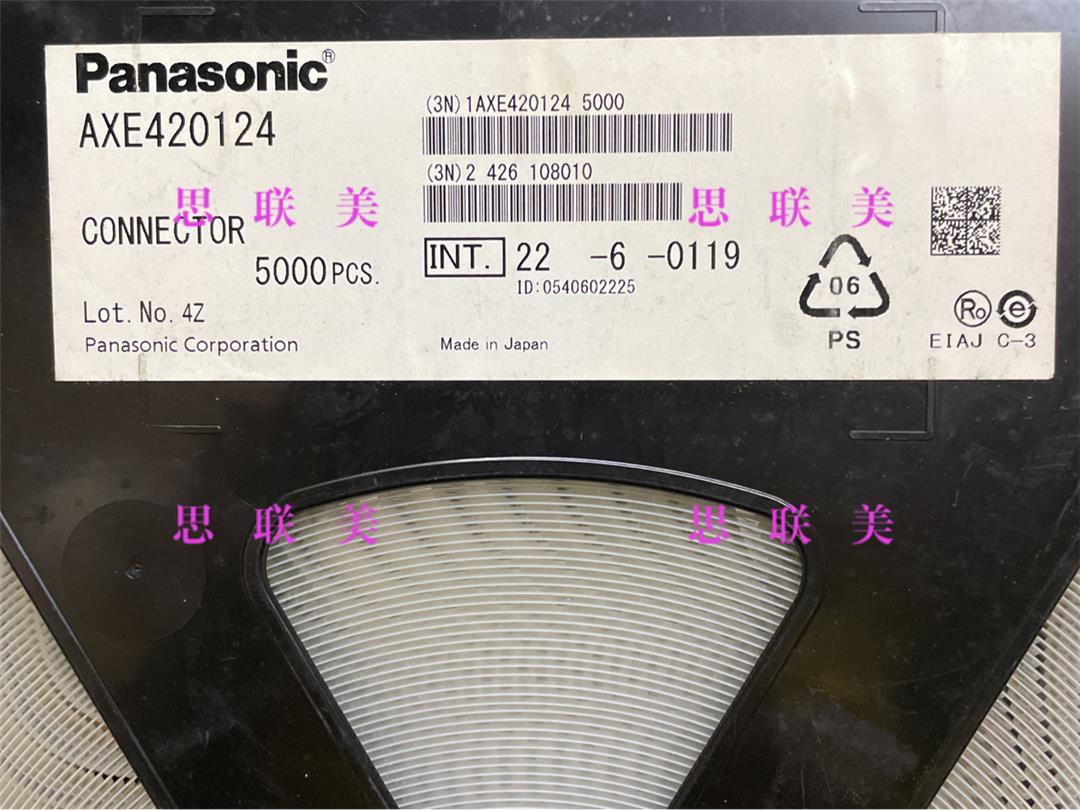 Panasonic®
AXE420124
(3N)1AXE420124 5000
(3N)2 426 108010
思联美
思联美
CONNECTOR
5000PCS.
INT. 22 -6 -0119
ID:0540602225
06
PS
Ro e
EIAJ C-3
Lot. No. 4Z
Panasonic Corporation
Made in Japan
思联美
思联美